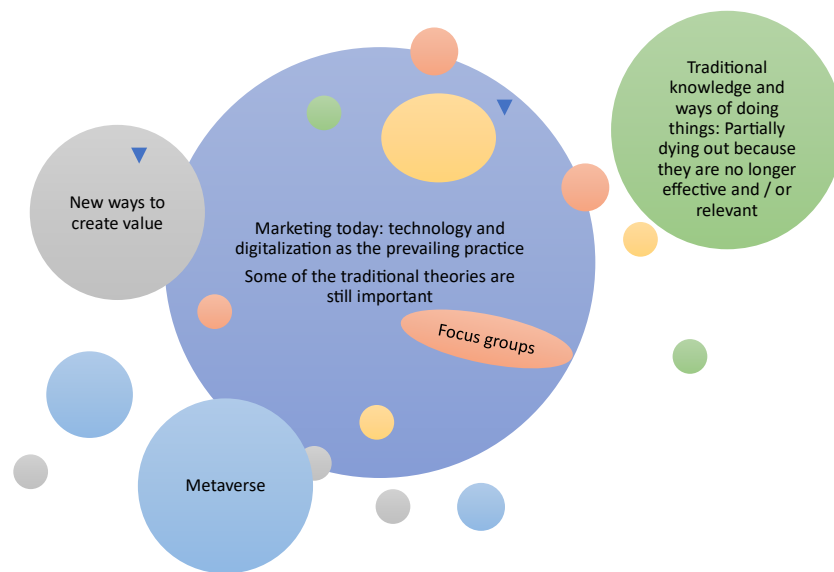 Traditional
knowledge and
ways of doing
things: Partially
dying out because
they are no longer
effective and / or
relevant
New ways to
create value
Marketing today: technology and
digitalization as the prevailing practice
Some of the traditional theories are
still important
Focus groups
Metaverse